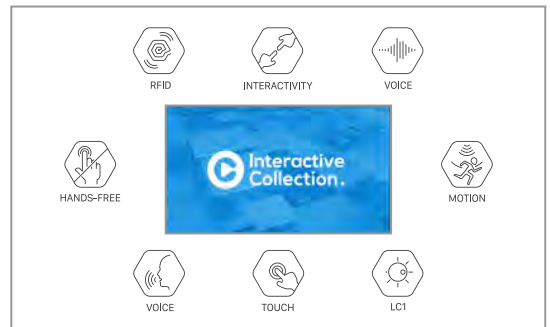 RFID
INTERACTIVITY
VOICE
Interactive
Collection.
HANDS-FREE
MOTION
VOICE
TOUCH
LC1